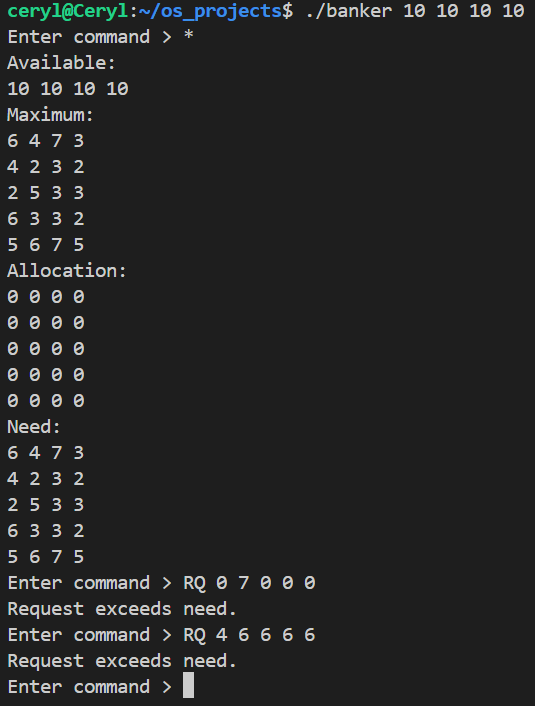 ceryl@Ceryl:~/os_projects$ ./banker 10 10 10 10
Enter command > *
Available:
10 10 10 10
Maximum:
6 4 7 3
4 2 3 2
2 5 3 3
6 3 3 2
5 6 7 5
Allocation:
0 0 0 0
0 0 0 0
0 0 0 0
0 0 0 0
0 0 0 0
Need:
6 4 7 3
4 2 3 2
2 5 3 3
6 3 3 2
5 6 7 5
Enter command > RQ 0 7 0 0 0
Request exceeds need.
Enter command > RQ 4 6 6 6 6
Request exceeds need.
Enter command >